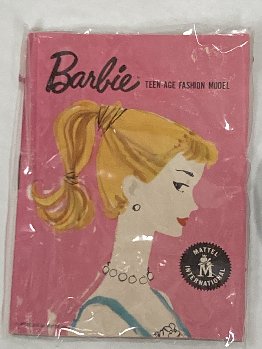 Barbie
TEEN-AGE FASHION MODEL
MATTEL
M
INTERNATIONAL